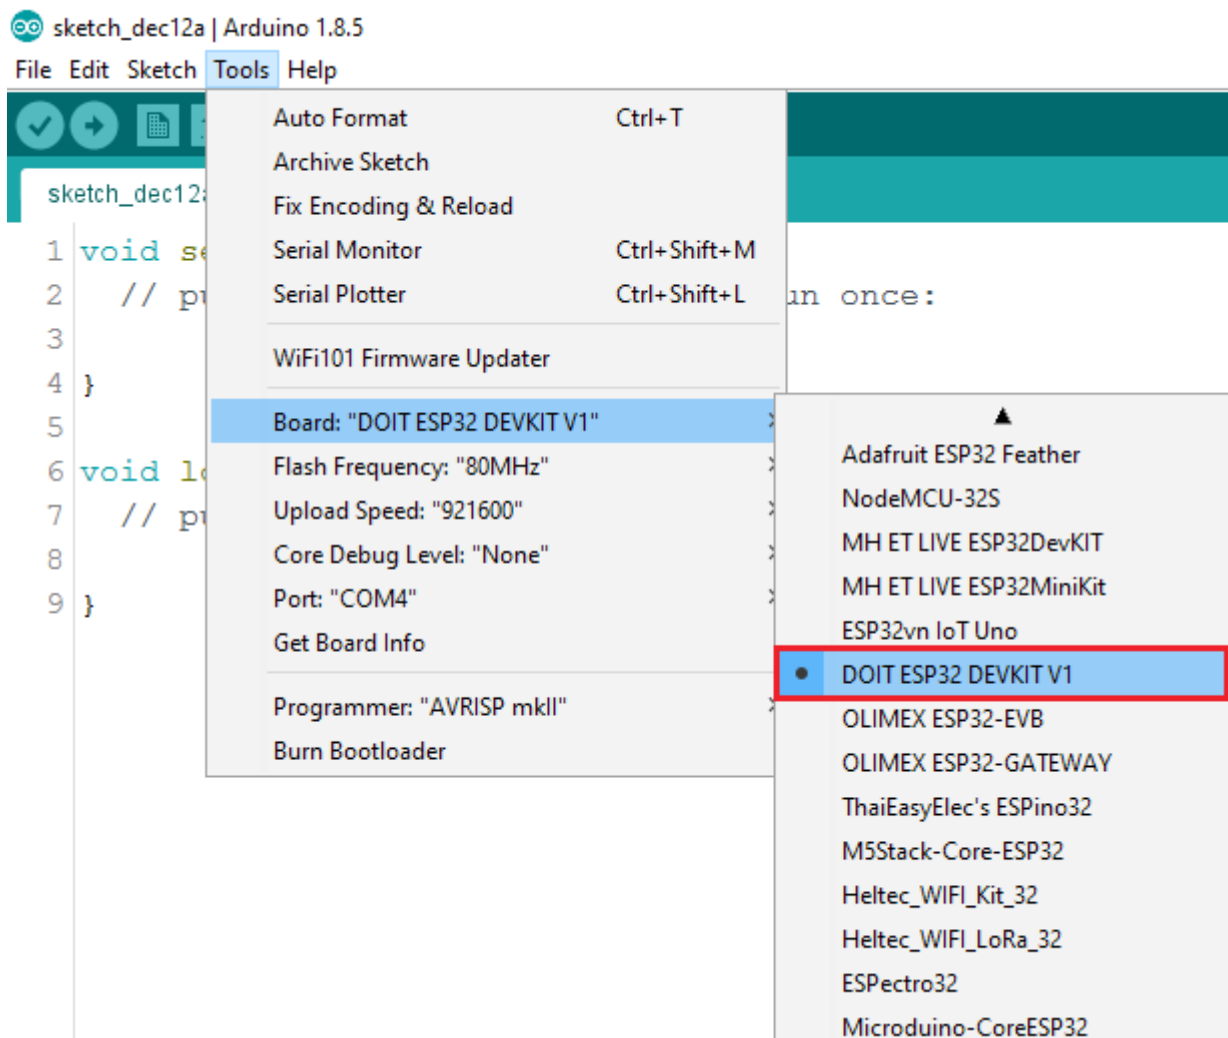 sketch_dec12a | Arduino 1.8.5
File Edit Sketch Tools Help
Auto Format Ctrl+T
Archive Sketch
sketch_dec12a
Fix Encoding & Reload
1 void se
Serial Monitor Ctrl+Shift+M
2 // pu
Serial Plotter Ctrl+Shift+L
un once:
3
WiFi101 Firmware Updater
4 }
5
Board: "DOIT ESP32 DEVKIT V1"
6 void lo
Flash Frequency: "80MHz"
7 // pu
Upload Speed: "921600"
8
Core Debug Level: "None"
9 }
Port: "COM4"
Get Board Info
Programmer: "AVRISP mkII"
Burn Bootloader
Adafruit ESP32 Feather
NodeMCU-32S
MH ET LIVE ESP32DevKIT
MH ET LIVE ESP32MiniKit
ESP32vn IoT Uno
DOIT ESP32 DEVKIT V1
OLIMEX ESP32-EVB
OLIMEX ESP32-GATEWAY
ThaiEasyElec's ESPino32
M5Stack-Core-ESP32
Heltec_WIFI_Kit_32
Heltec_WIFI_LoRa_32
ESPectro32
Microduino-CoreESP32